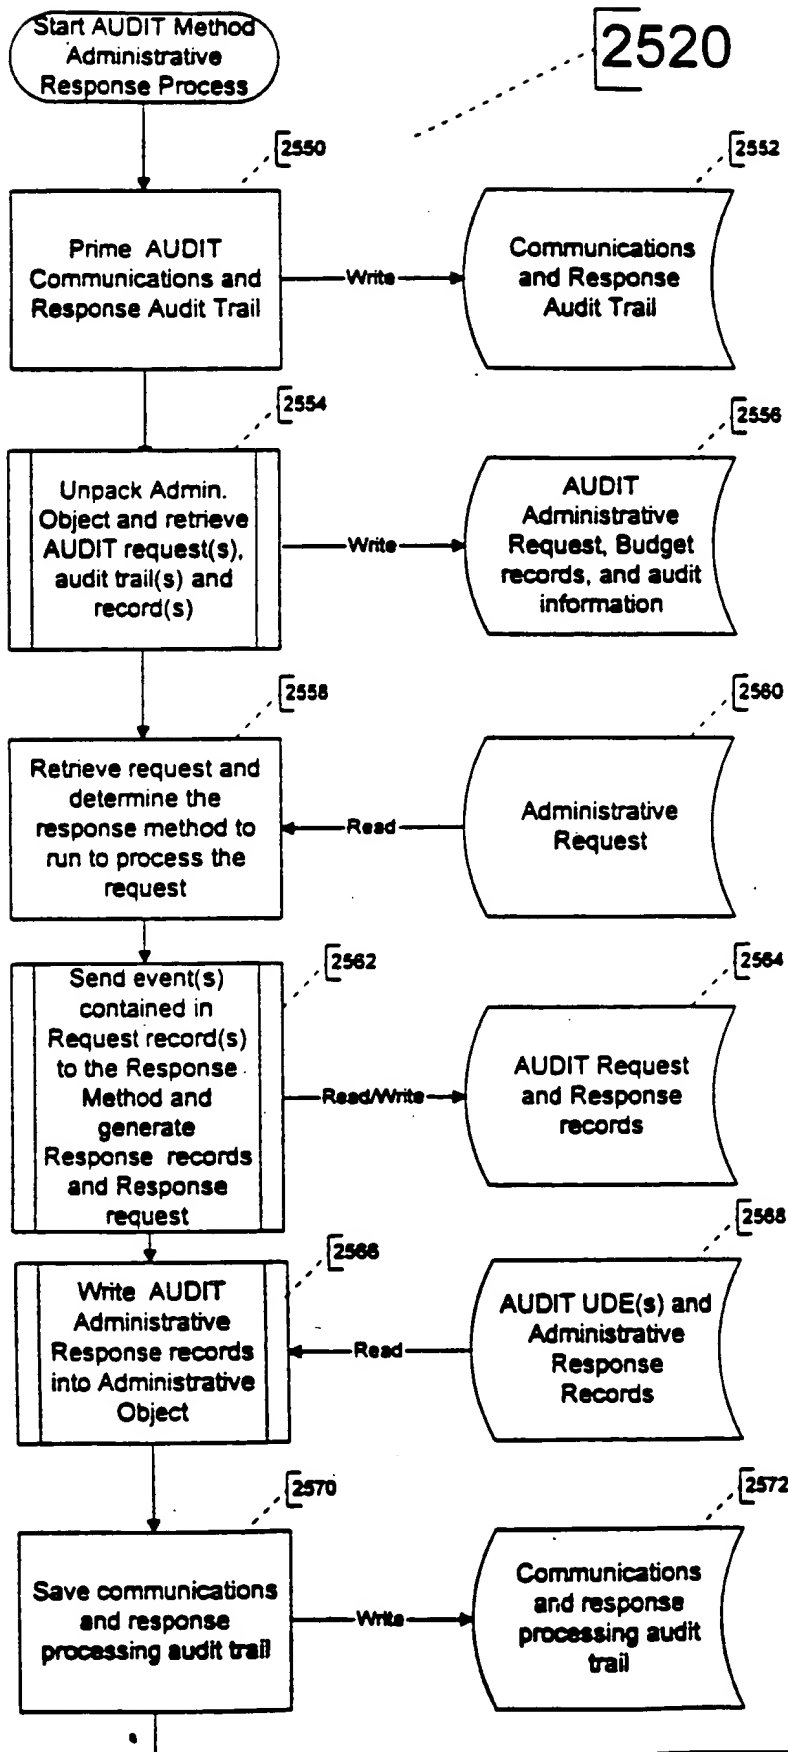 Start AUDIT Method
Administrative
Response Process
2520
2550
2552
Prime AUDIT
Communications and
Response Audit Trail
Write
Communications
and Response
Audit Trail
2554
2556
Unpack Admin.
Object and retrieve
AUDIT request(s),
audit trail(s) and
record(s)
Write
AUDIT
Administrative
Request, Budget
records, and audit
information
2558
2560
Retrieve request and
determine the
response method to
run to process the
request
Read
Administrative
Request
2562
2564
Send event(s)
contained in
Request record(s)
to the Response
Method and
generate
Response records
and Response
request
Read/Write
AUDIT Request
and Response
records
2566
2568
Write AUDIT
Administrative
Response records
into Administrative
Object
Read
AUDIT UDE(s) and
Administrative
Response
Records
2570
2572
Save communications
and response
processing audit trail
Write
Communications
and response
processing audit
trail